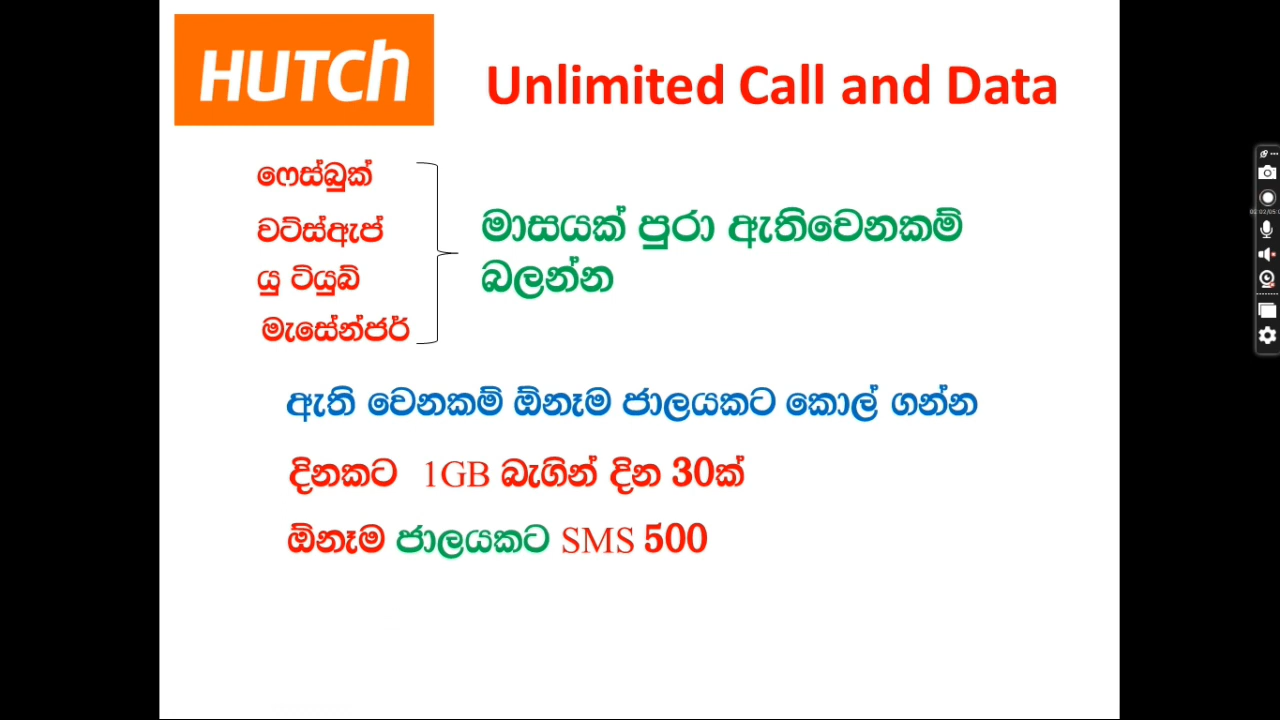 HUTCH
Unlimited Call and Data
ෆෙස්බුක්
වට්ස්ඇප්
යු ටියුබ්
මැසේන්ජර්
මාසයක් පුරා ඇතිවෙනකම්
බලන්න
ඇති වෙනකම් ඕනෑම ජාලයකට කොල් ගන්න
දිනකට 1GB බැගින් දින 30ක්
ඕනෑම ජාලයකට SMS 500